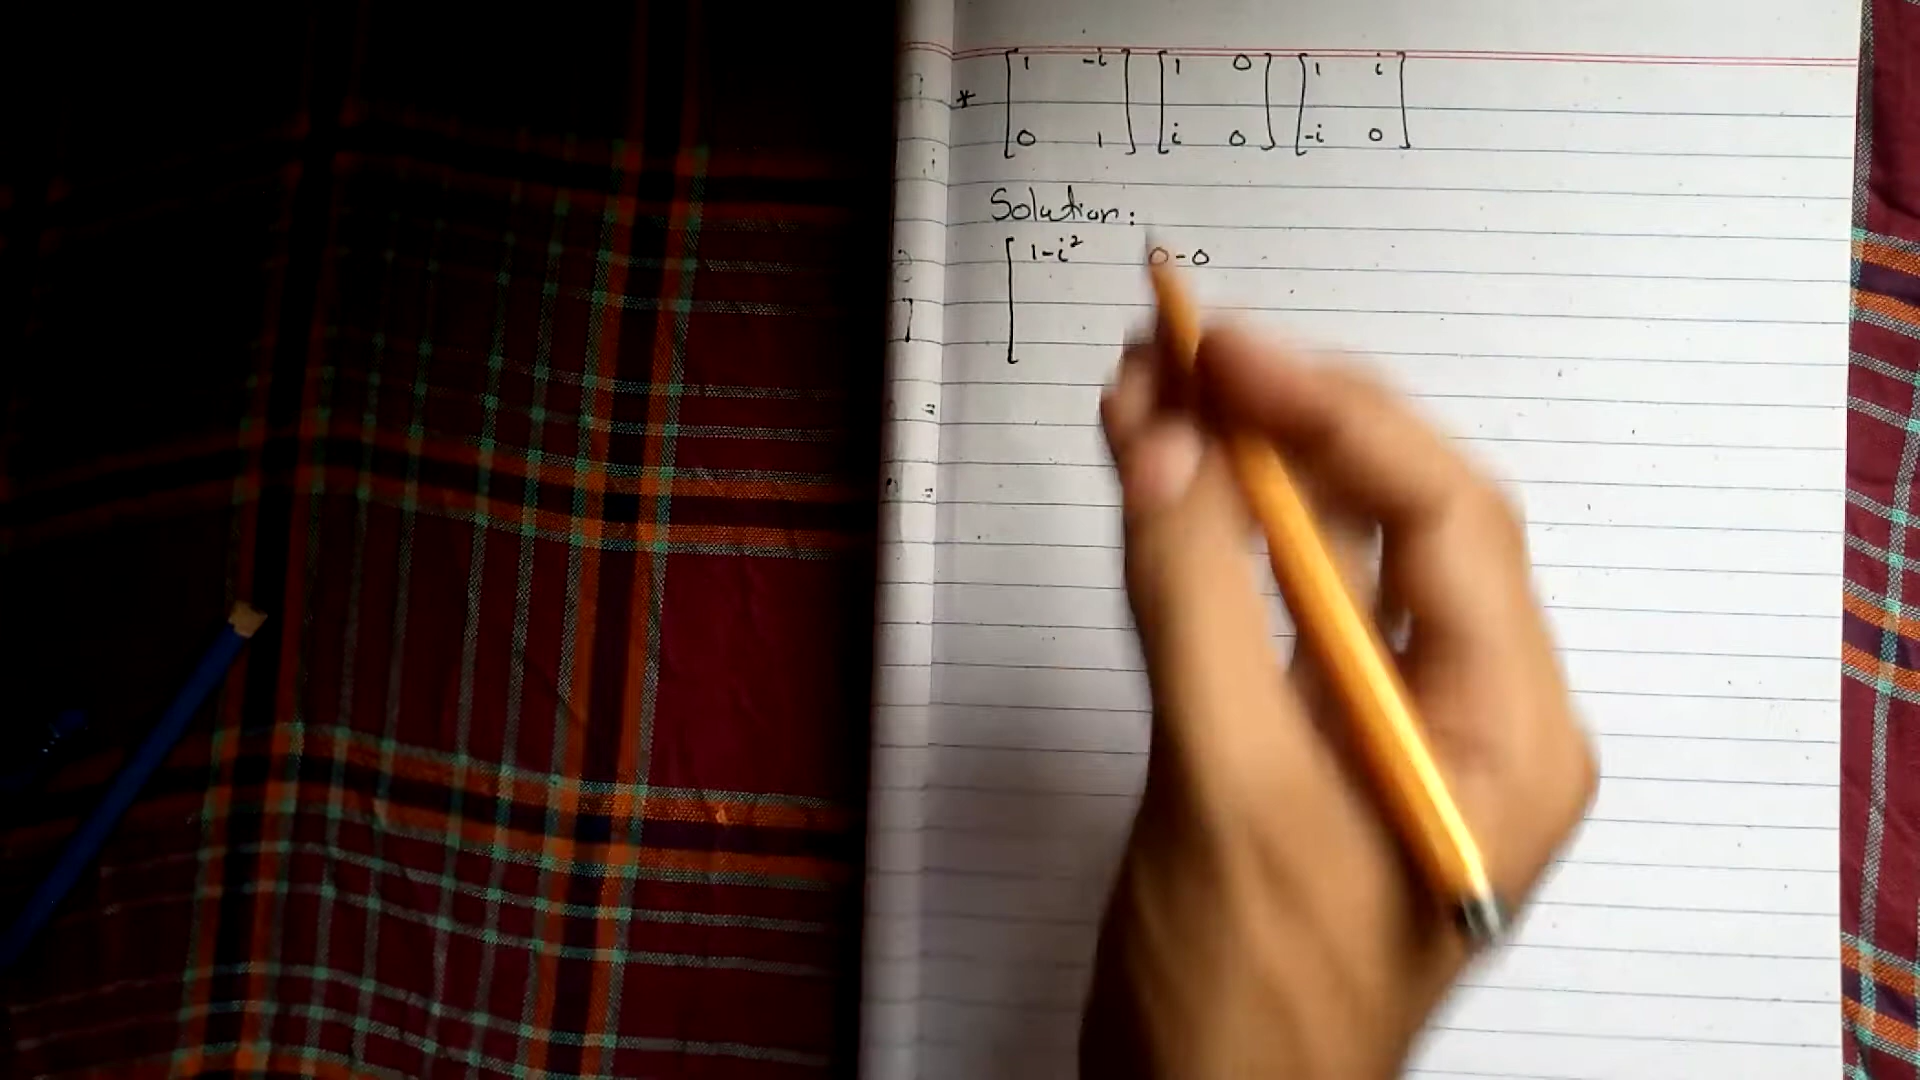 * [ 1 -i ] [ 1 0 ] [ 1 i ]
[ 0 1 ] [ i 0 ] [ -i 0 ]
Solution:
[ 1-i² 0-0